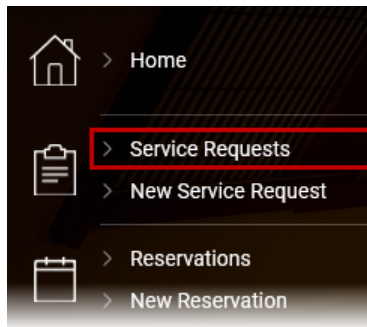 Home
Service Requests
New Service Request
Reservations
New Reservation